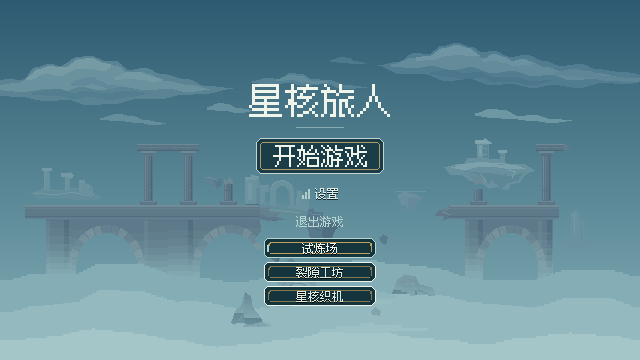 星核旅人
开始游戏
设置
退出游戏
试炼场
裂隙工坊
星核织机